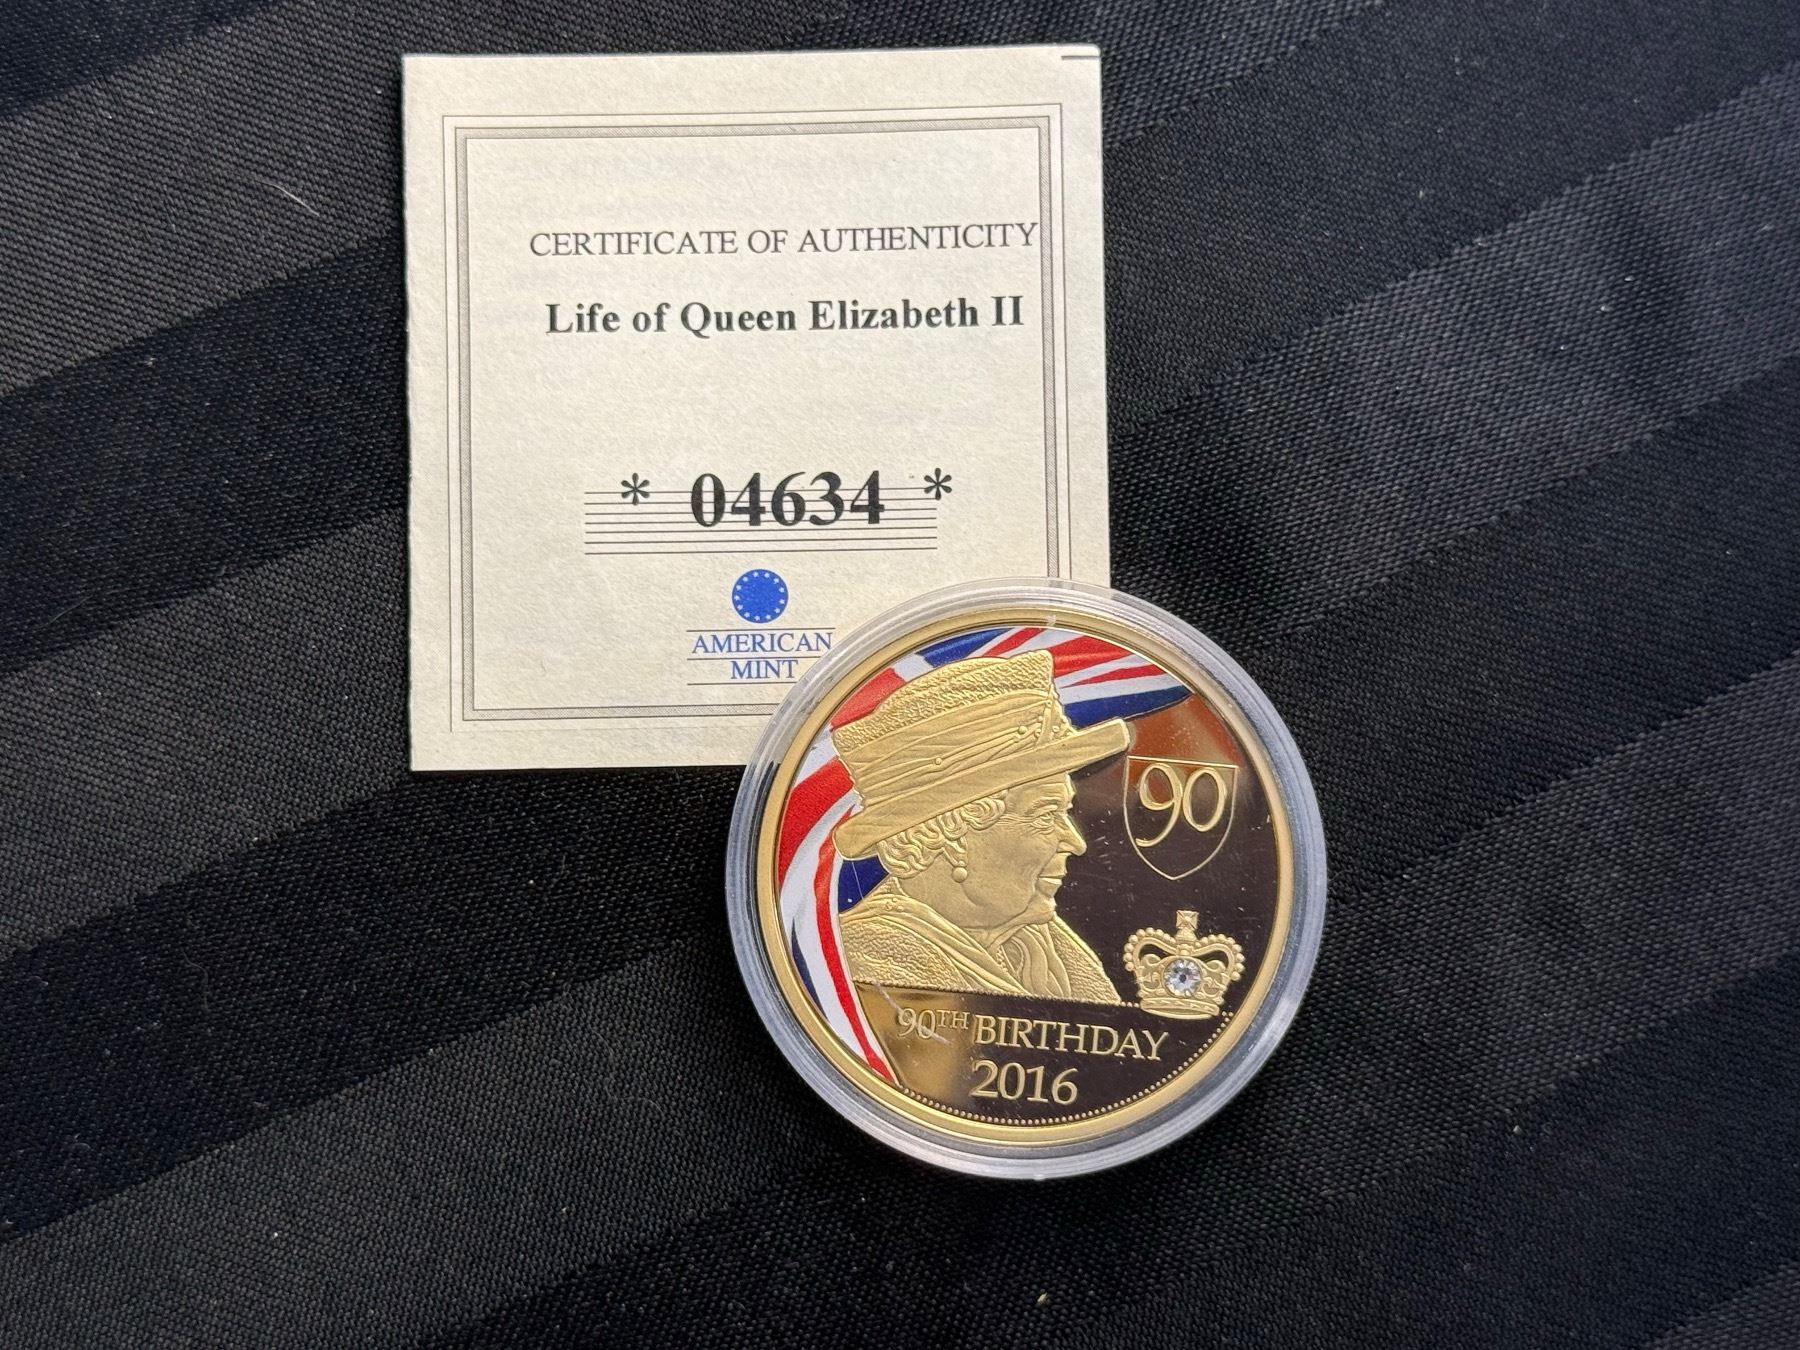 CERTIFICATE OF AUTHENTICITY
Life of Queen Elizabeth II
* 04634 *
AMERICAN
MINT
90
90TH BIRTHDAY
2016